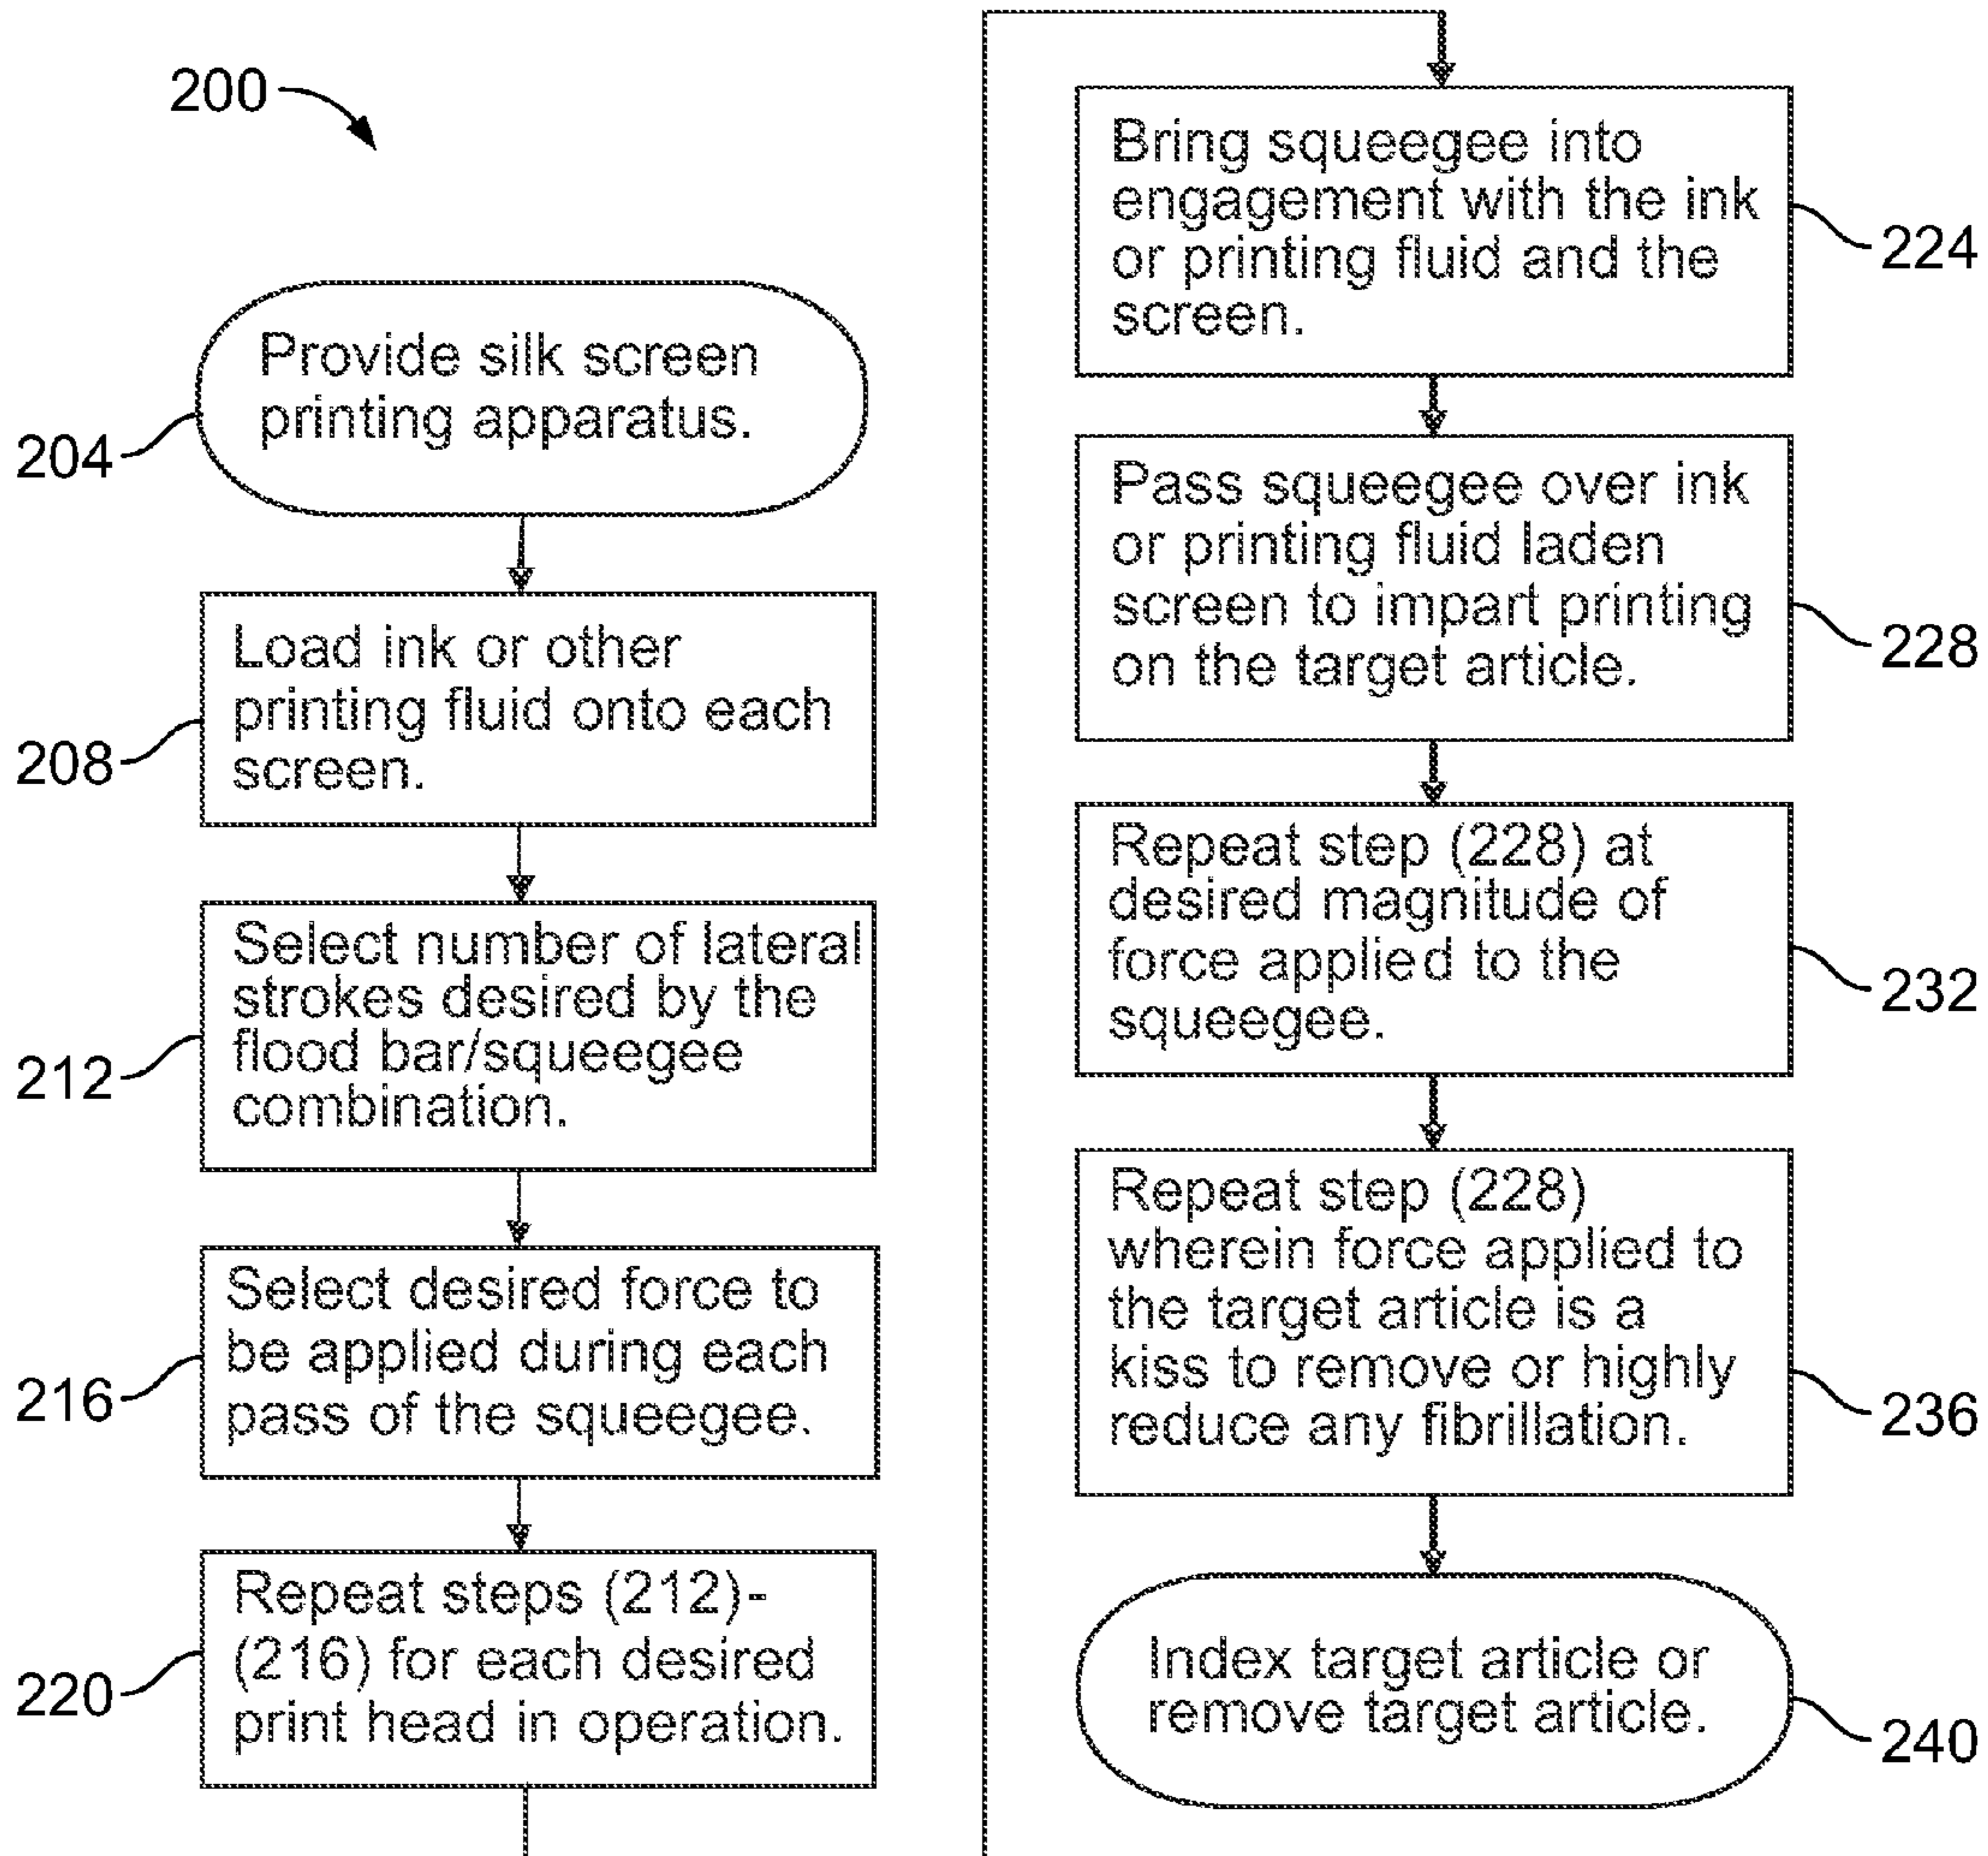 200
Provide silk screen
printing apparatus.
204
Load ink or other
printing fluid onto each
screen.
208
Select number of lateral
strokes desired by the
flood bar/squeegee
combination.
212
Select desired force to
be applied during each
pass of the squeegee.
216
Repeat steps (212)-
(216) for each desired
print head in operation.
220
Bring squeegee into
engagement with the ink
or printing fluid and the
screen.
224
Pass squeegee over ink
or printing fluid laden
screen to impart printing
on the target article.
228
Repeat step (228) at
desired magnitude of
force applied to the
squeegee.
232
Repeat step (228)
wherein force applied to
the target article is a
kiss to remove or highly
reduce any fibrillation.
236
Index target article or
remove target article.
240